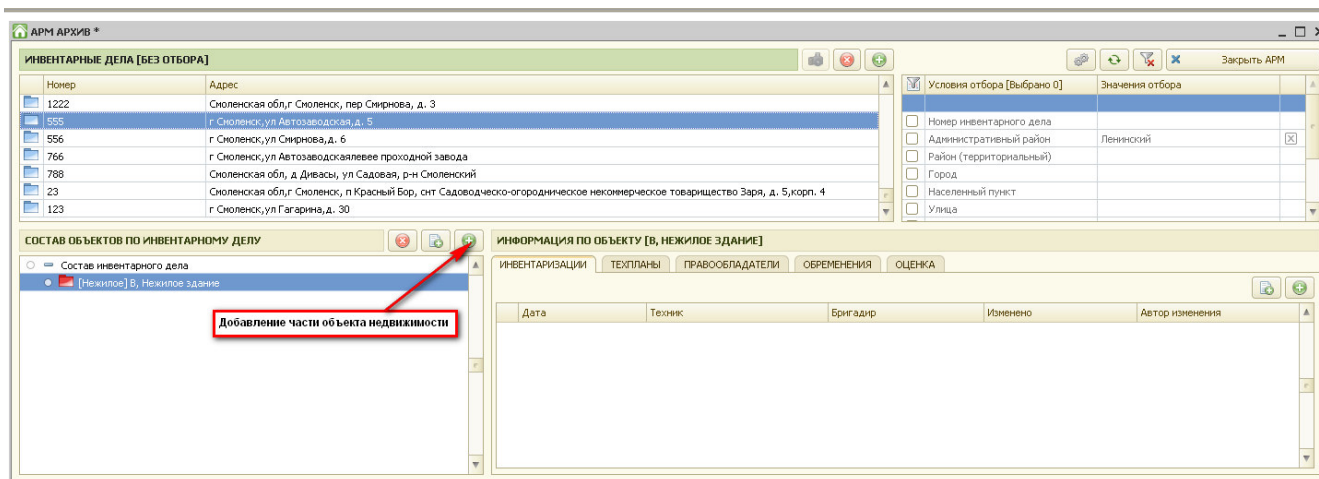 АРМ АРХИВ *
ИНВЕНТАРНЫЕ ДЕЛА [БЕЗ ОТБОРА]
Закрыть АРМ
Номер Адрес
1222 Смоленская обл,г Смоленск, пер Смирнова, д. 3
555 г Смоленск,ул Автозаводская,д. 5
556 г Смоленск,ул Смирнова,д. 6
766 г Смоленск,ул Автозаводскаялевее проходной завода
788 Смоленская обл, д Дивасы, ул Садовая, р-н Смоленский
23 Смоленская обл,г Смоленск, п Красный Бор, снт Садоводческо-огородническое некоммерческое товарищество Заря, д. 5,корп. 4
123 г Смоленск,ул Гагарина,д. 30
Условия отбора [Выбрано 0] Значения отбора
Номер инвентарного дела
Административный район Ленинский
Район (территориальный)
Город
Населенный пункт
Улица
СОСТАВ ОБЪЕКТОВ ПО ИНВЕНТАРНОМУ ДЕЛУ
Состав инвентарного дела
[Нежилое] В, Нежилое здание
Добавление части объекта недвижимости
ИНФОРМАЦИЯ ПО ОБЪЕКТУ [В, НЕЖИЛОЕ ЗДАНИЕ]
ИНВЕНТАРИЗАЦИИ ТЕХПЛАНЫ ПРАВООБЛАДАТЕЛИ ОБРЕМЕНЕНИЯ ОЦЕНКА
Дата Техник Бригадир Изменено Автор изменения